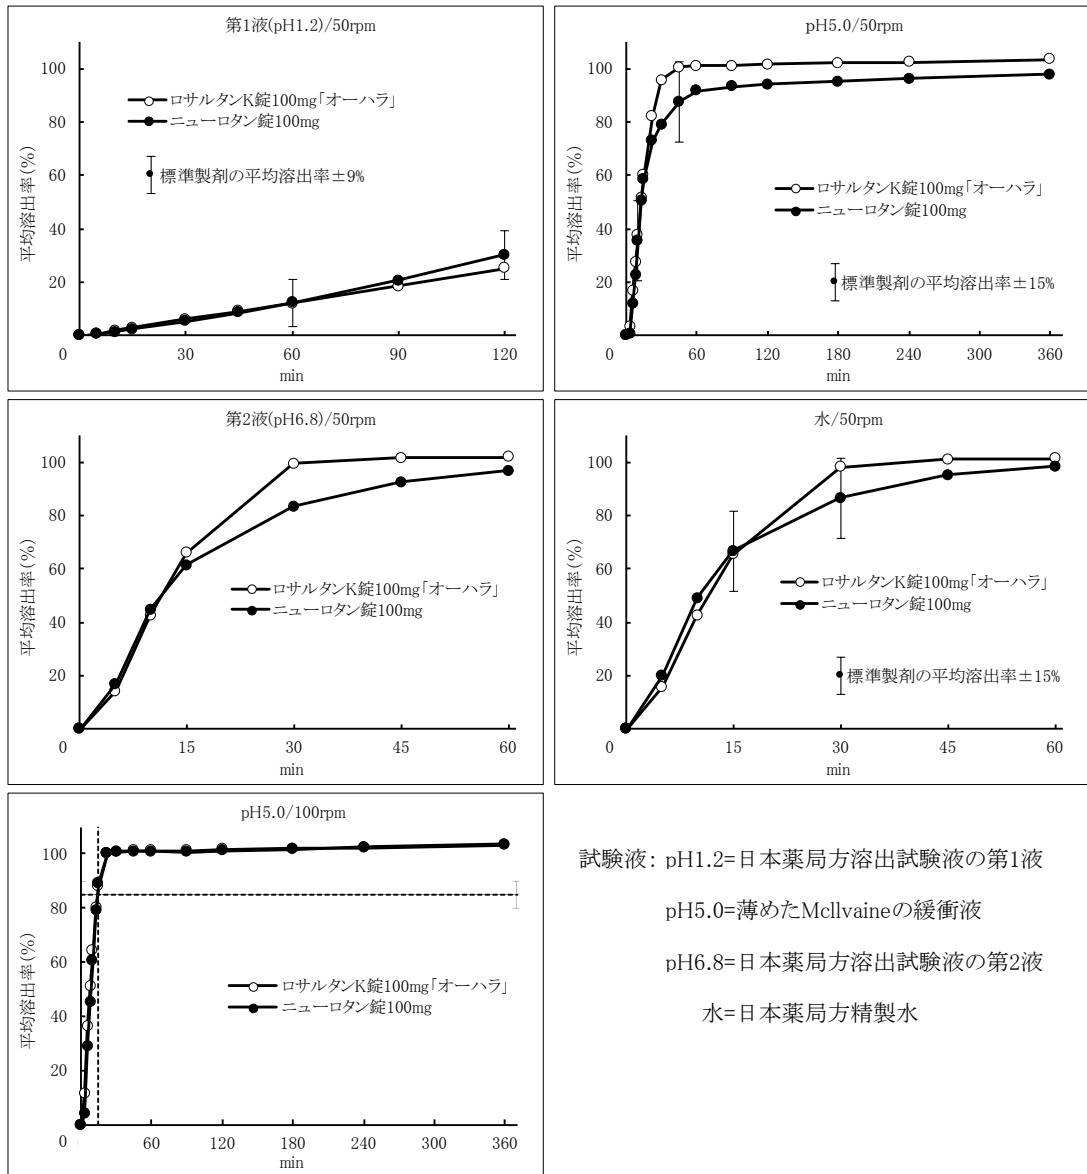 第1液(pH1.2)/50rpm
平均溶出率(%)
100
80
60
40
20
0
30
60
90
120
min
ロサルタンK錠100mg「オーハラ」
ニューロタン錠100mg
標準製剤の平均溶出率±9%
pH5.0/50rpm
平均溶出率(%)
100
80
60
40
20
0
60
120
180
240
300
360
min
ロサルタンK錠100mg「オーハラ」
ニューロタン錠100mg
標準製剤の平均溶出率±15%
第2液(pH6.8)/50rpm
平均溶出率(%)
100
80
60
40
20
0
15
30
45
60
min
ロサルタンK錠100mg「オーハラ」
ニューロタン錠100mg
水/50rpm
平均溶出率(%)
100
80
60
40
20
0
15
30
45
60
min
ロサルタンK錠100mg「オーハラ」
ニューロタン錠100mg
標準製剤の平均溶出率±15%
pH5.0/100rpm
平均溶出率(%)
100
80
60
40
20
0
60
120
180
240
300
360
min
ロサルタンK錠100mg「オーハラ」
ニューロタン錠100mg
試験液: pH1.2=日本薬局方溶出試験液の第1液
pH5.0=薄めたMcIlvaineの緩衝液
pH6.8=日本薬局方溶出試験液の第2液
水=日本薬局方精製水